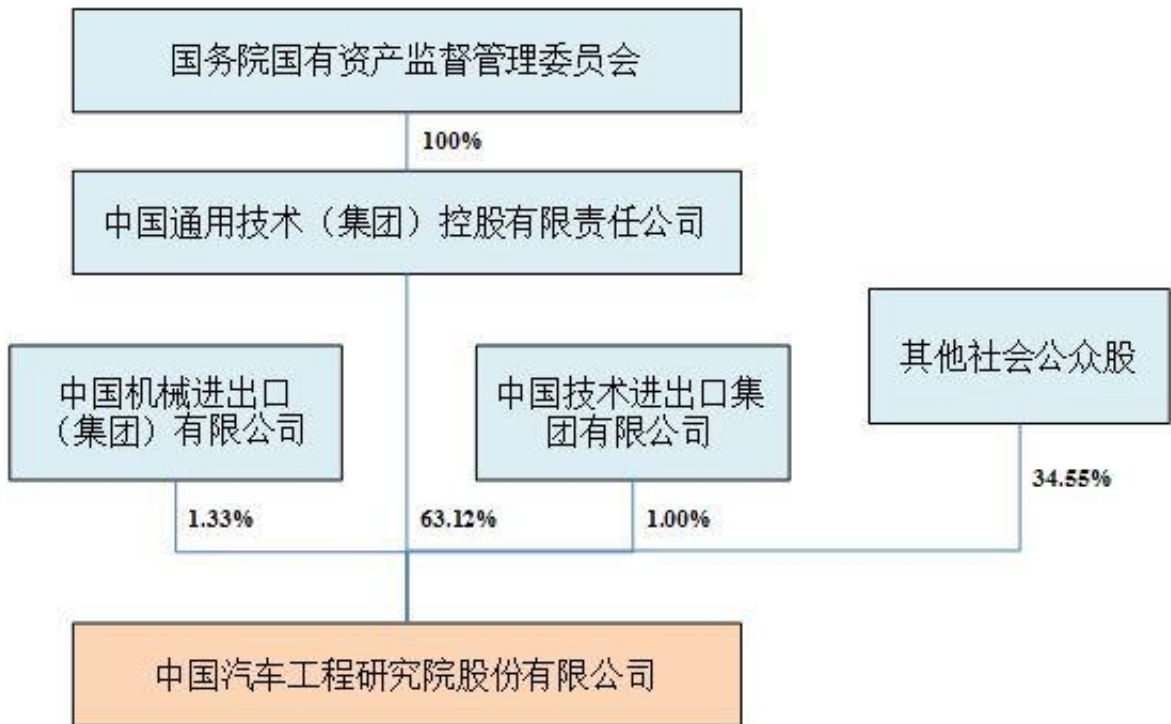 国务院国有资产监督管理委员会
100%
中国通用技术（集团）控股有限责任公司
中国机械进出口
（集团）有限公司
中国技术进出口集
团有限公司
其他社会公众股
1.33%
63.12%
1.00%
34.55%
中国汽车工程研究院股份有限公司